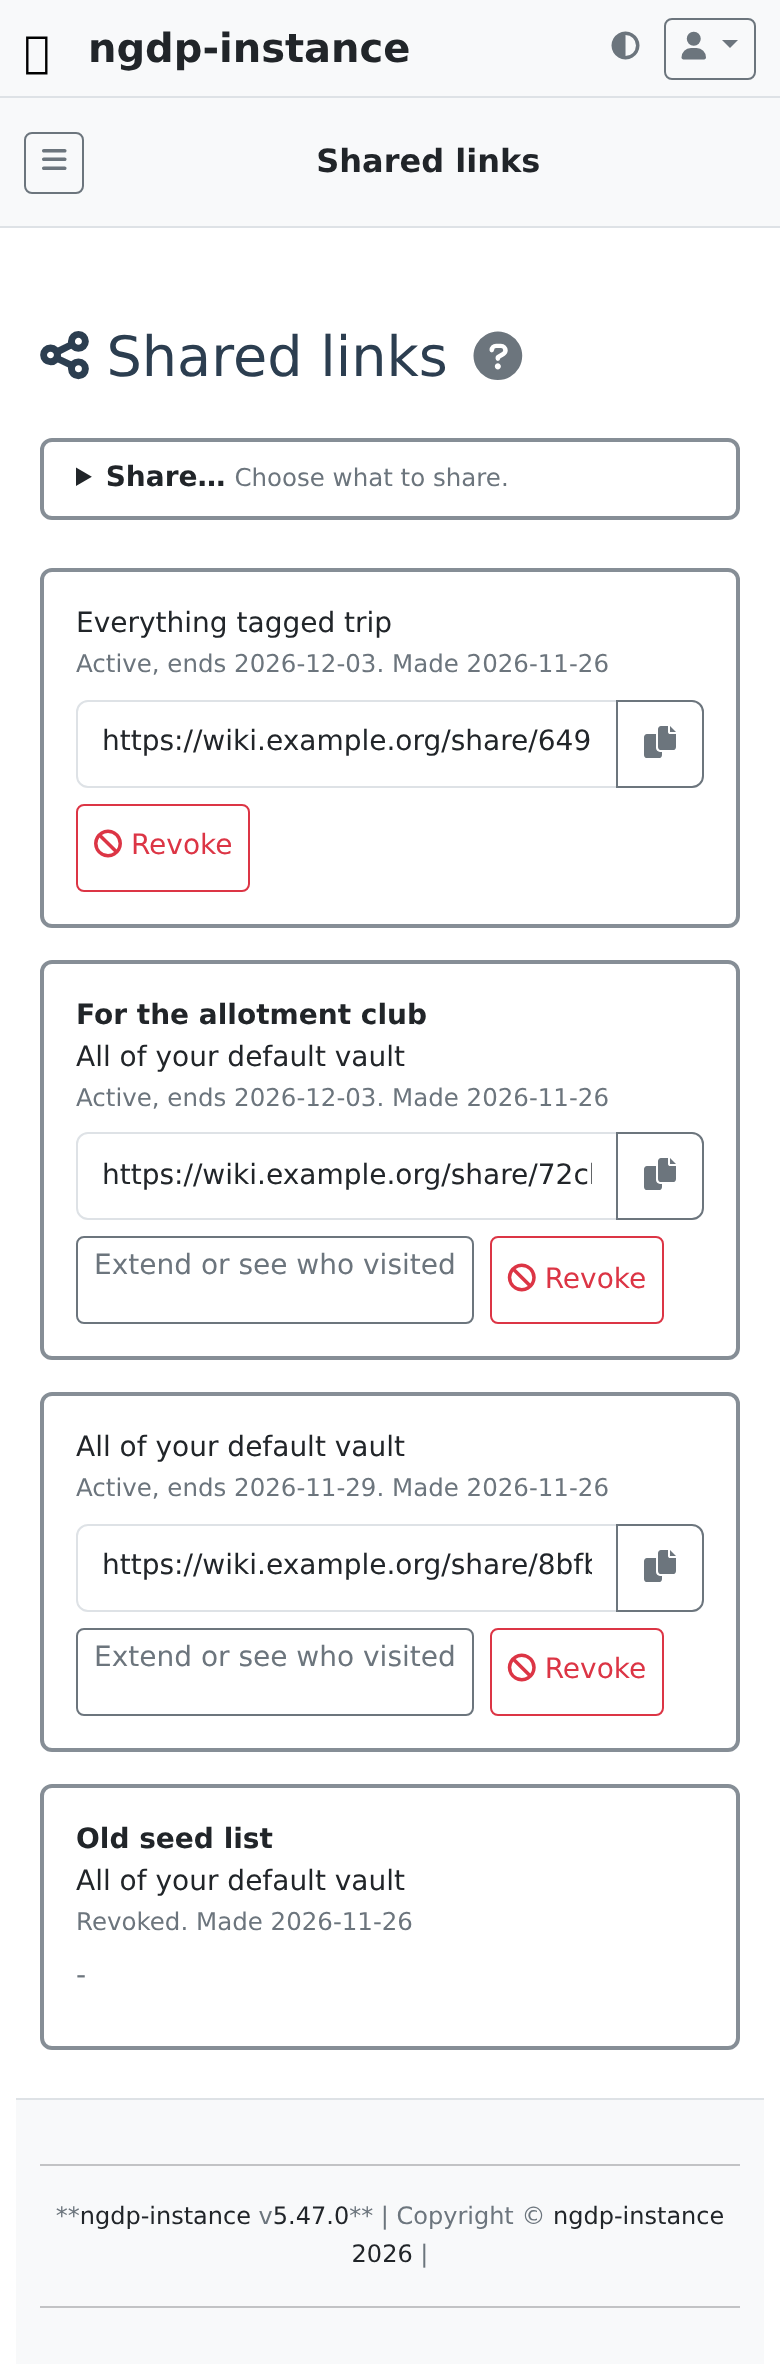 ngdp-instance
Shared links
Shared links ?
Share… Choose what to share.
Everything tagged trip
Active, ends 2026-12-03. Made 2026-11-26
https://wiki.example.org/share/649
Revoke
For the allotment club
All of your default vault
Active, ends 2026-12-03. Made 2026-11-26
https://wiki.example.org/share/72c
Extend or see who visited
Revoke
All of your default vault
Active, ends 2026-11-29. Made 2026-11-26
https://wiki.example.org/share/8bf
Extend or see who visited
Revoke
Old seed list
All of your default vault
Revoked. Made 2026-11-26
-
**ngdp-instance v5.47.0** | Copyright © ngdp-instance
2026 |